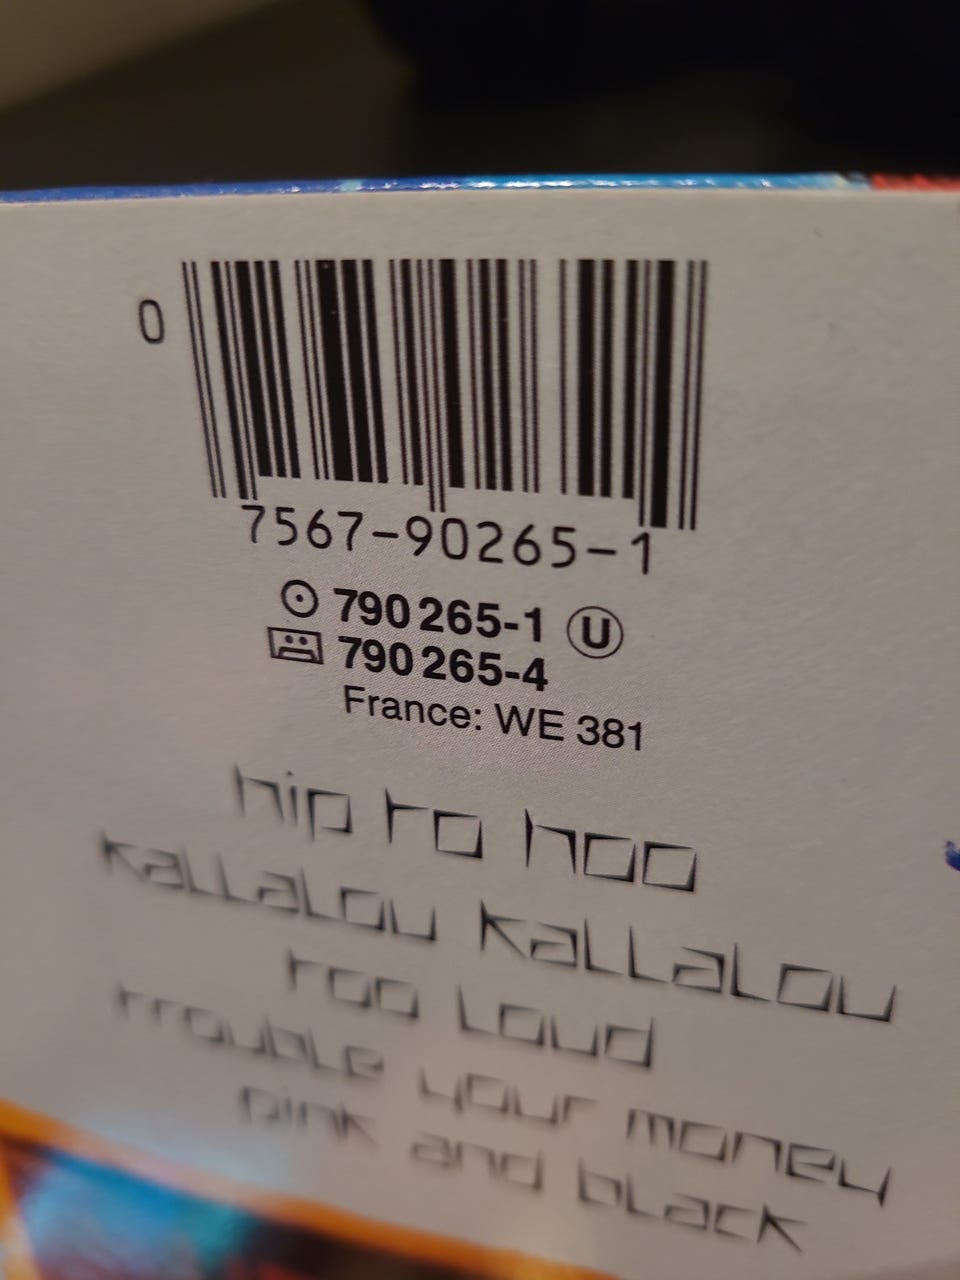 0
7567-90265-1
790 265-1 U
790 265-4
France: WE 381
hip to hoo
kallalou kallalou
too loud
trouble your money
pink and black